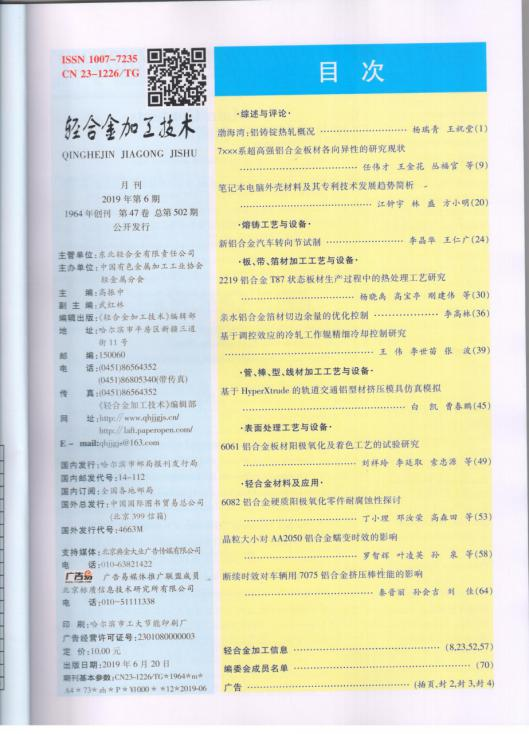 ISSN 1007-7235
CN 23-1226/TG
轻合金加工技术
QINGHEJIN JIAGONG JISHU
月刊
2019年第6期
1964年创刊 第47卷 总第502期
公开发行
主管单位:东北轻合金有限责任公司
主办单位:中国有色金属加工工业协会
轻金属分会
主 编:高振中
副主编:武红林
编辑出版:《轻合金加工技术》编辑部
地 址:哈尔滨市平房区新疆三道
街11号
邮 编:150060
电 话:(0451)86564352
(0451)86805340(带传真)
传 真:(0451)86564352
《轻合金加工技术》编辑部
网 址:http://www.qhjjgjs.cn/
http://laft.paperopen.com/
E-mail:qhjjgjs@163.com
国内发行:哈尔滨市邮局报刊发行局
国内邮发代号:14-112
国内订阅:全国各地邮局
国外总发行:中国国际图书贸易总公司
(北京399信箱)
国外发行代号:4663M
支持媒体:北京典金大业广告传媒有限公司
电 话:010-63821422
广告易 广告易媒体推广联盟成员
北京标质信息技术研究所有限公司
电话:010-51111338
印 刷:哈尔滨市工大节能印刷厂
广告经营许可证号:2301080000003
定 价:10.00元
出版日期:2019年6月20日
期刊基本参数:CN23-1226/TG*1964*m*
A4*73*zh*P*¥1000* *12*2019-06
目 次
·综述与评论·
渤海湾:铝铸锭热轧概况 …… 杨瑞青 王祝堂(1)
7×××系超高强铝合金板材各向异性的研究现状
…… 任伟才 王金花 丛福官 等(9)
笔记本电脑外壳材料及其专利技术发展趋势简析
…… 江钟宇 林盛 方小明(20)
·熔铸工艺与设备·
新铝合金汽车转向节试制 …… 李晶华 王仁广(24)
·板、带、箔材加工工艺与设备·
2219铝合金T87状态板材生产过程中的热处理工艺研究
…… 杨晓禹 高宝亭 刚建伟 等(30)
亲水铝合金箔材切边余量的优化控制 …… 李高林(36)
基于调控效应的冷轧工作辊精细冷却控制研究
…… 王伟 李世苗 张波(39)
·管、棒、型、线材加工工艺与设备·
基于HyperXtrude的轨道交通铝型材挤压模具仿真模拟
…… 白凯 曹春鹏(45)
·表面处理工艺与设备·
6061铝合金板材阳极氧化及着色工艺的试验研究
…… 刘祥玲 李延取 索忠源 等(49)
·轻合金材料及应用·
6082铝合金硬质阳极氧化零件耐腐蚀性探讨
…… 丁小理 邓汝荣 高森田 等(53)
晶粒大小对AA2050铝合金蠕变时效的影响
…… 罗智辉 叶凌英 孙泉 等(58)
断续时效对车辆用7075铝合金挤压棒性能的影响
…… 秦音丽 孙会吉 刘佳(64)
轻合金加工信息 …… (8,23,52,57)
编委会成员名单 …… (70)
广告 …… (插页,封2,封3,封4)